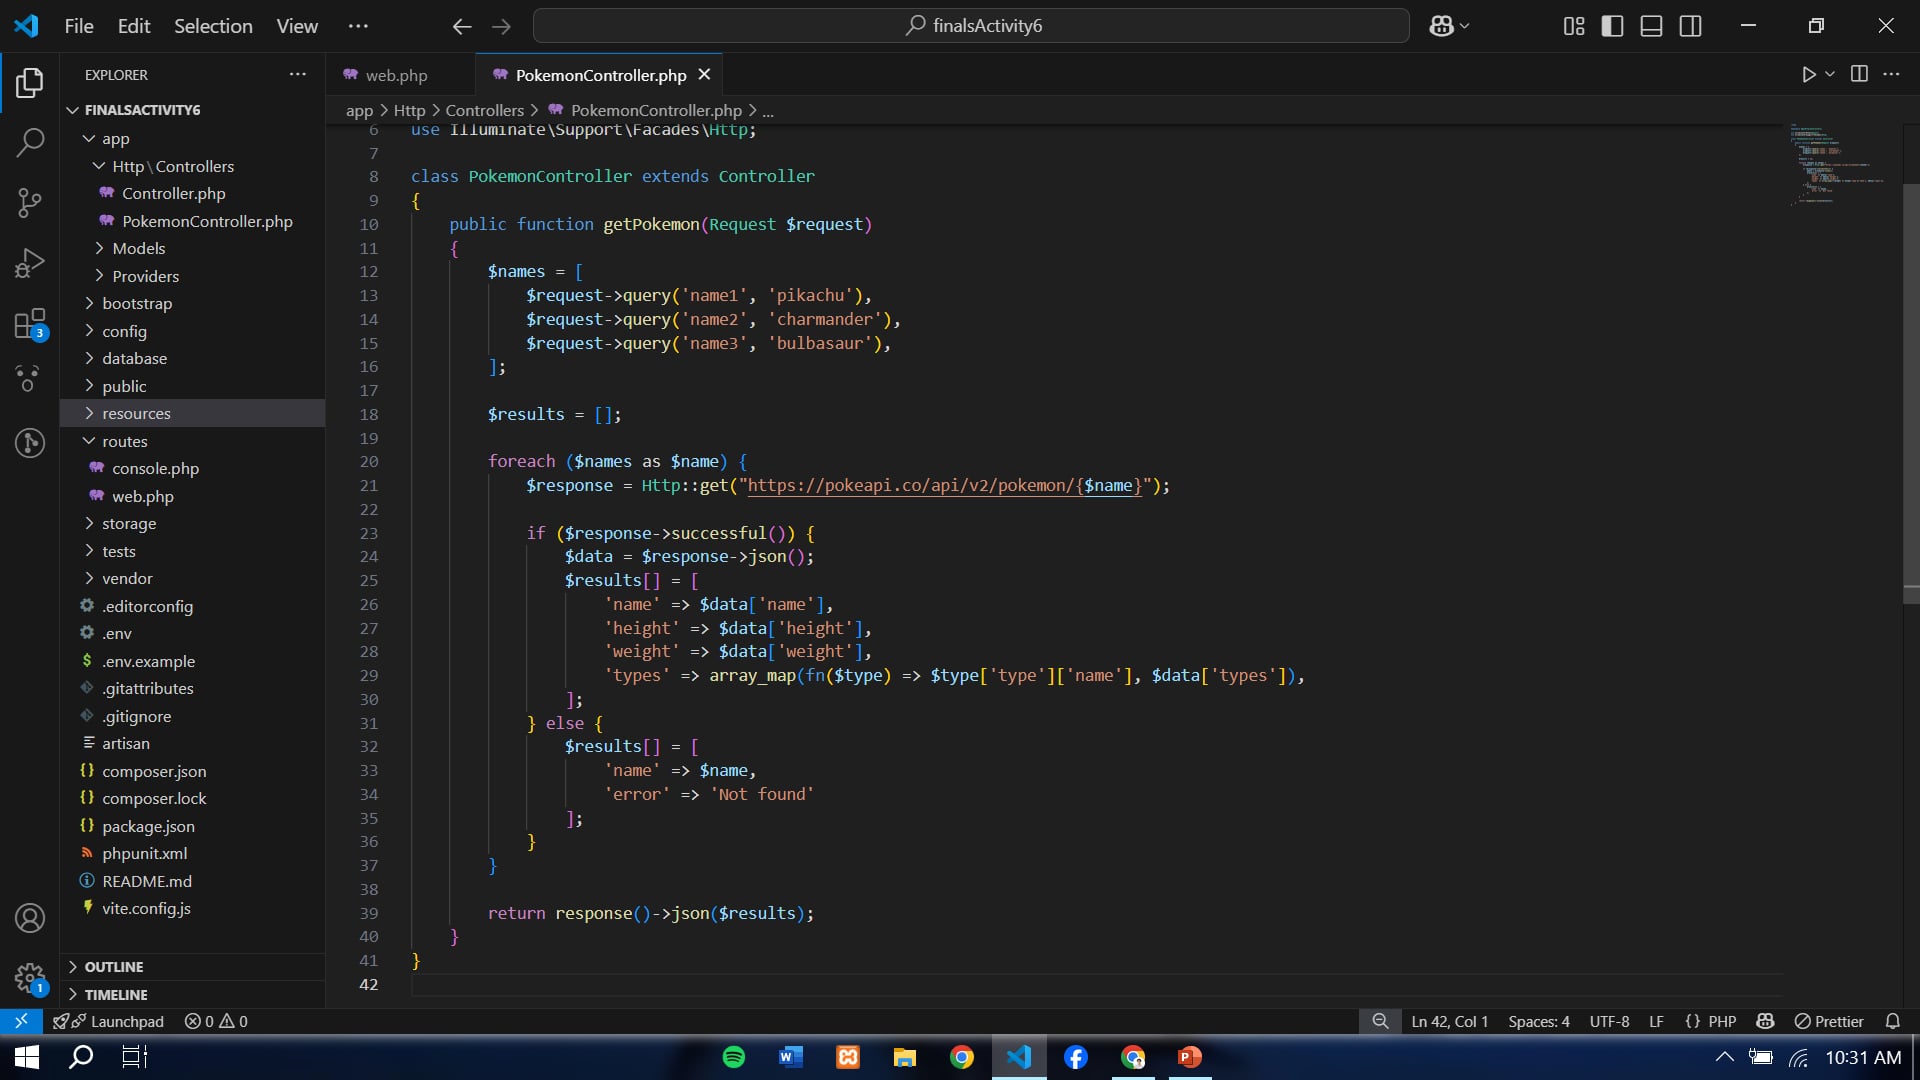 File Edit Selection View ··· finalsActivity6
EXPLORER ···
FINALSACTIVITY6
app
Http\Controllers
Controller.php
PokemonController.php
Models
Providers
bootstrap
config
database
public
resources
routes
console.php
web.php
storage
tests
vendor
.editorconfig
.env
.env.example
.gitattributes
.gitignore
artisan
composer.json
composer.lock
package.json
phpunit.xml
README.md
vite.config.js
OUTLINE
TIMELINE
3
1
web.php PokemonController.php
app > Http > Controllers > PokemonController.php > ...
6 use Illuminate\Support\Facades\Http;
7
8 class PokemonController extends Controller
9 {
10     public function getPokemon(Request $request)
11     {
12         $names = [
13             $request->query('name1', 'pikachu'),
14             $request->query('name2', 'charmander'),
15             $request->query('name3', 'bulbasaur'),
16         ];
17
18         $results = [];
19
20         foreach ($names as $name) {
21             $response = Http::get("https://pokeapi.co/api/v2/pokemon/{$name}");
22
23             if ($response->successful()) {
24                 $data = $response->json();
25                 $results[] = [
26                     'name' => $data['name'],
27                     'height' => $data['height'],
28                     'weight' => $data['weight'],
29                     'types' => array_map(fn($type) => $type['type']['name'], $data['types']),
30                 ];
31             } else {
32                 $results[] = [
33                     'name' => $name,
34                     'error' => 'Not found'
35                 ];
36             }
37         }
38
39         return response()->json($results);
40     }
41 }
42
Launchpad 0 0 Ln 42, Col 1 Spaces: 4 UTF-8 LF {} PHP Prettier
10:31 AM